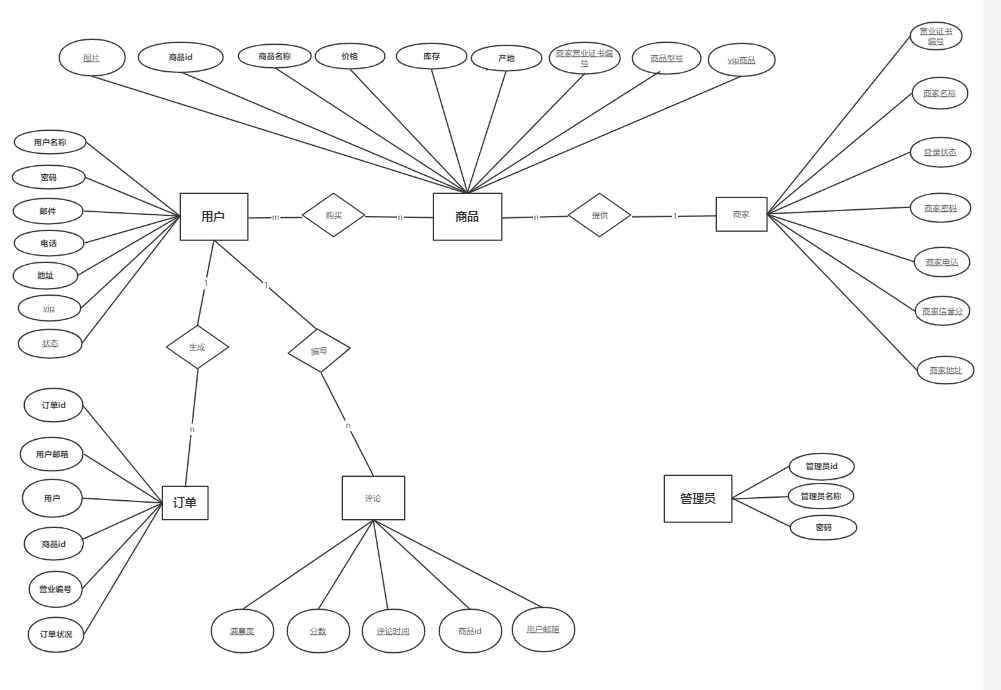 图片
商品id
商品名称
价格
库存
产地
商家营业证书编
号
商品型号
vip商品
营业证书
编号
商家名称
登录状态
商家密码
商家电话
商家信誉分
商家地址
用户名称
密码
邮件
电话
地址
vip
状态
用户
m
购买
n
商品
n
提供
1
商家
1
生成
n
1
编写
n
订单id
用户邮箱
用户
商品id
营业编号
订单状况
订单
评论
满意度
分数
评论时间
商品id
用户邮箱
管理员
管理员id
管理员名称
密码